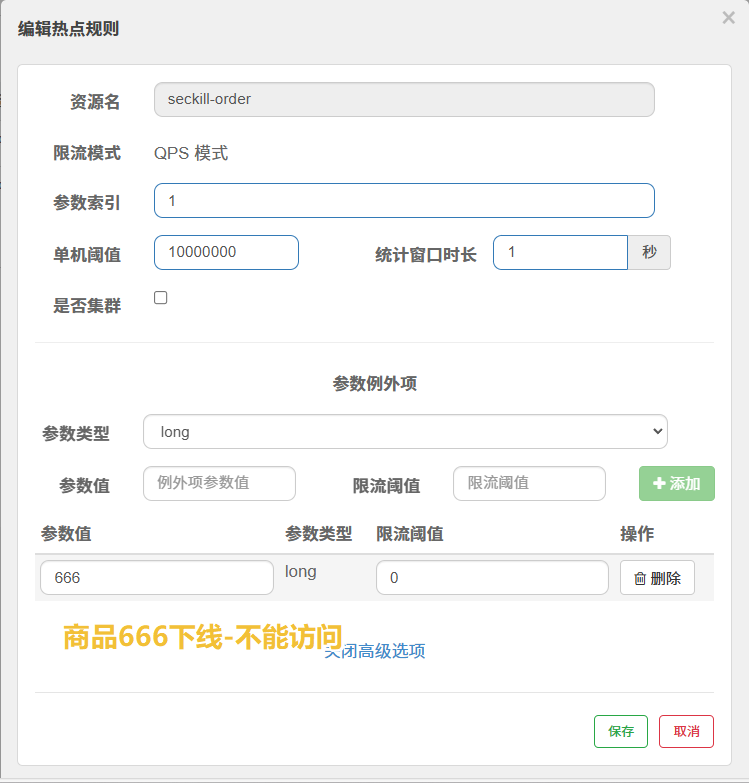 编辑热点规则 ×
资源名 seckill-order
限流模式 QPS 模式
参数索引 1
单机阈值 10000000 统计窗口时长 1 秒
是否集群
参数例外项
参数类型 long
参数值 例外项参数值 限流阈值 限流阈值 添加
参数值 参数类型 限流阈值 操作
666 long 0 删除
商品666下线-不能访问
关闭高级选项
保存 取消